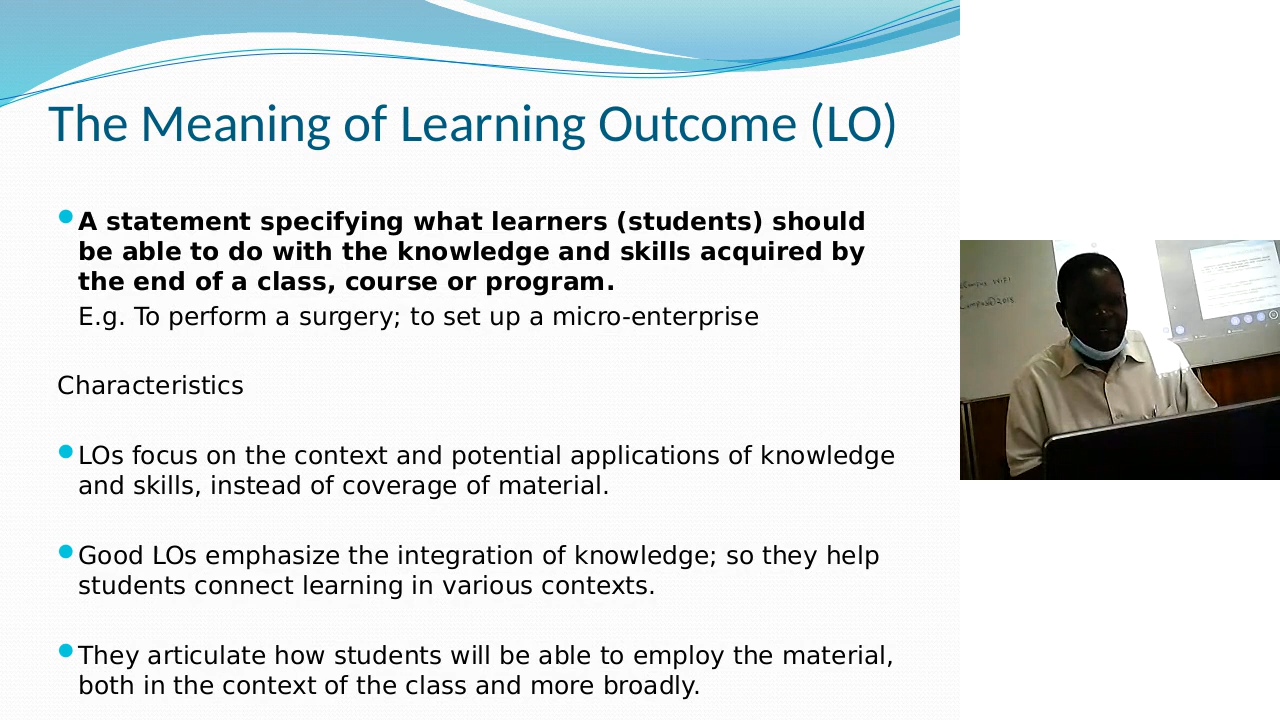 The Meaning of Learning Outcome (LO)
A statement specifying what learners (students) should
be able to do with the knowledge and skills acquired by
the end of a class, course or program.
E.g. To perform a surgery; to set up a micro-enterprise
Characteristics
LOs focus on the context and potential applications of knowledge
and skills, instead of coverage of material.
Good LOs emphasize the integration of knowledge; so they help
students connect learning in various contexts.
They articulate how students will be able to employ the material,
both in the context of the class and more broadly.